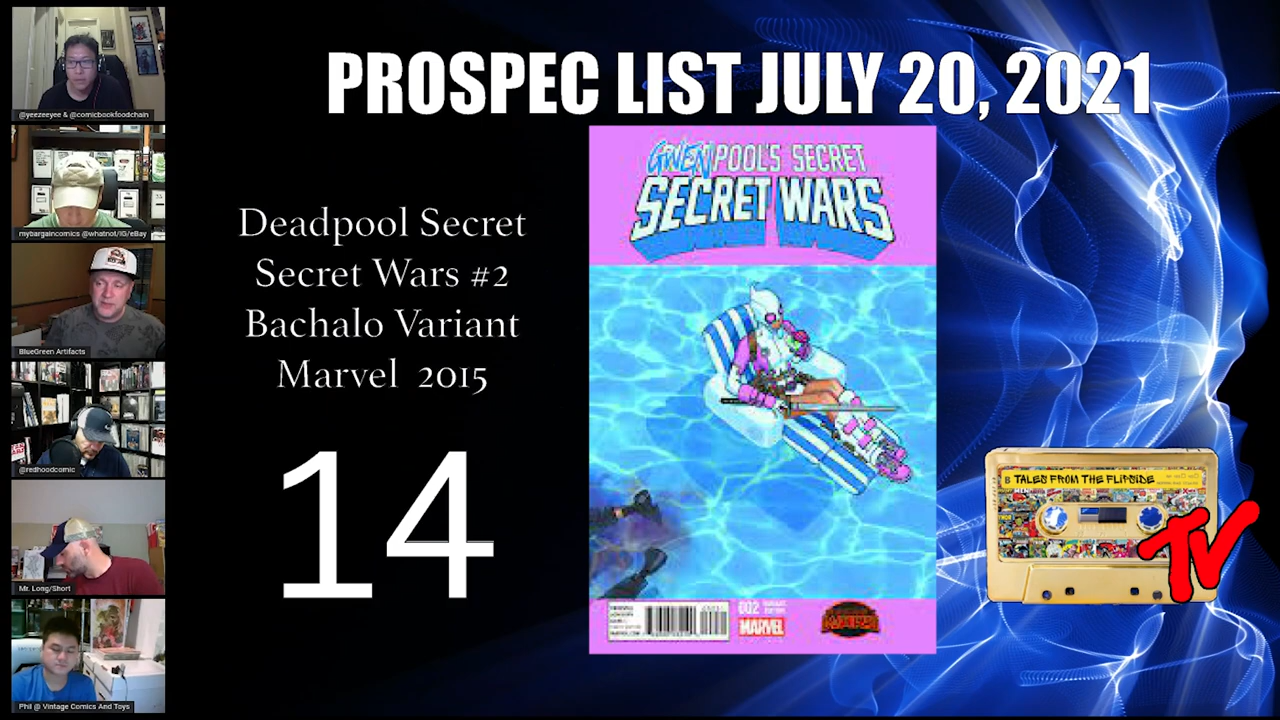 PROSPEC LIST JULY 20, 2021
@yeezeeyee & @comicbookfoodchain
mybargaincomics @whatnot/IG/eBay
BlueGreen Artifacts
@redhoodcomic
Mr. Long/Short
Phil @ Vintage Comics And Toys
Deadpool Secret
Secret Wars #2
Bachalo Variant
Marvel 2015
14
GWENPOOL'S SECRET
SECRET WARS
002
MARVEL
B TALES FROM THE FLIPSIDE
TV